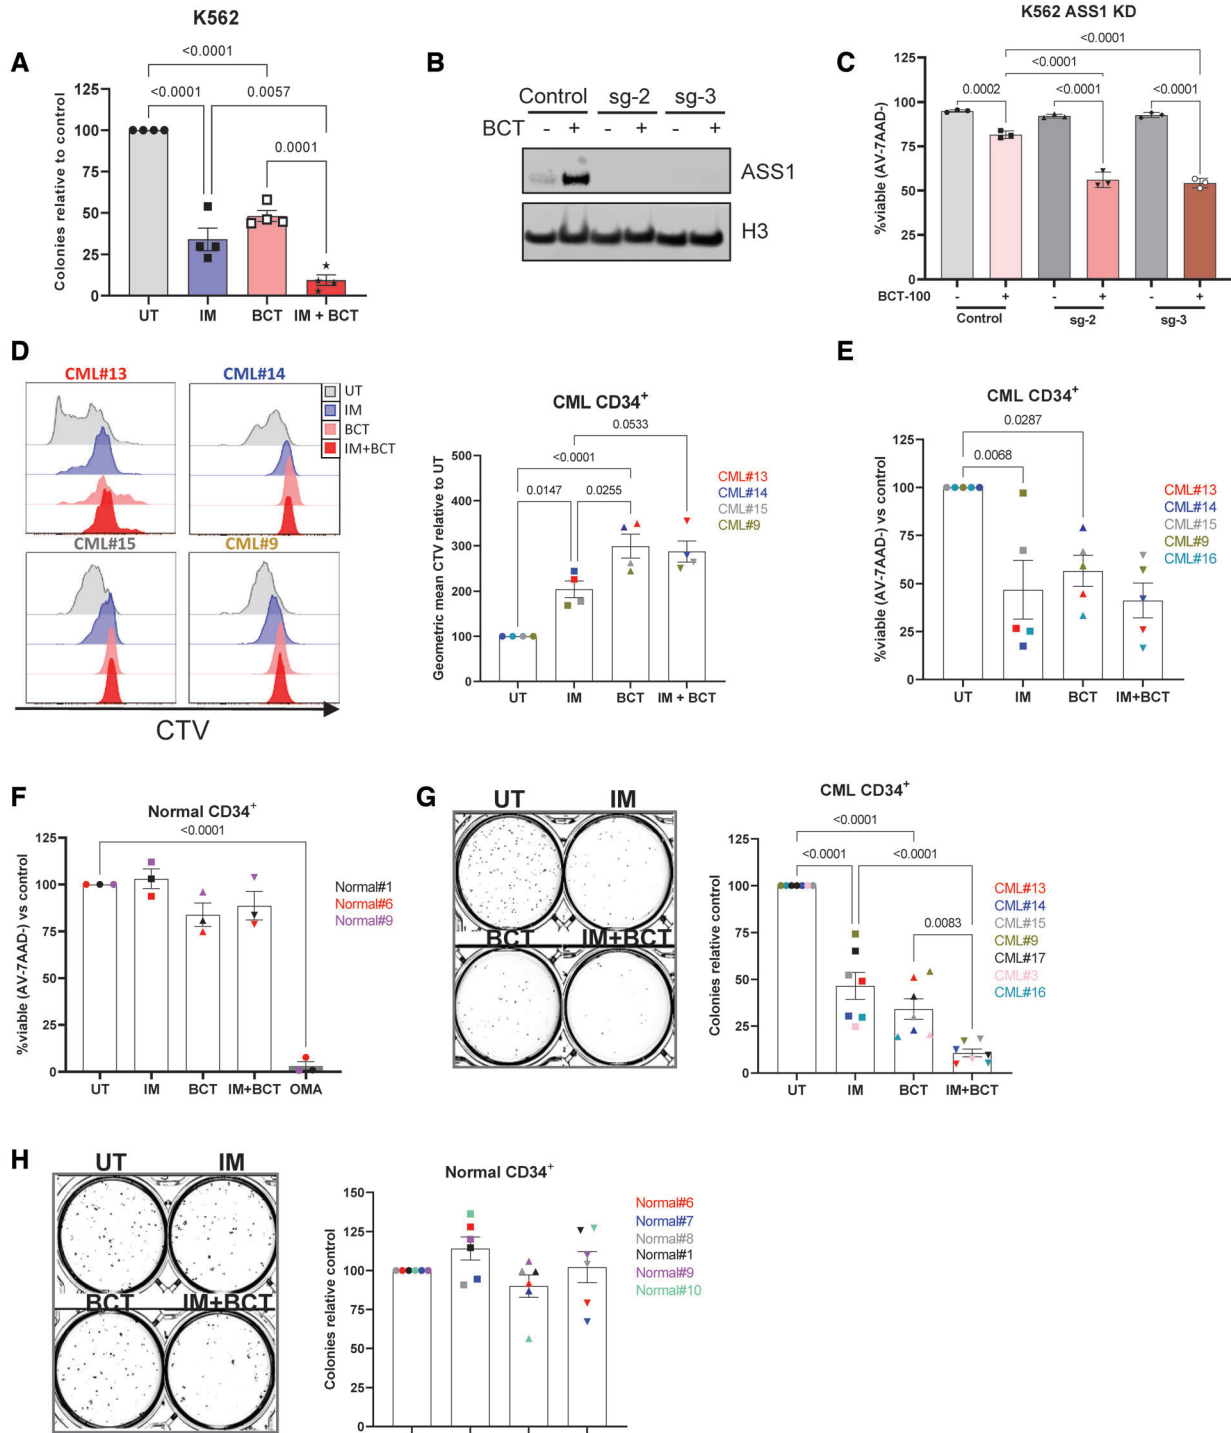 A
K562
<0.0001
<0.0001
0.0057
0.0001
Colonies relative to control
125
100
75
50
25
0
UT
IM
BCT
IM + BCT
B
Control
sg-2
sg-3
BCT
-
+
-
+
-
+
ASS1
H3
C
K562 ASS1 KD
<0.0001
<0.0001
0.0002
<0.0001
<0.0001
%viable (AV-7AAD-)
125
100
75
50
25
0
BCT-100
-
+
-
+
-
+
Control
sg-2
sg-3
D
CML#13
CML#14
UT
IM
BCT
IM+BCT
CML#15
CML#9
CTV
CML CD34+
0.0533
<0.0001
0.0147
0.0255
Geometric mean CTV relative to UT
500
400
300
200
100
0
UT
IM
BCT
IM + BCT
CML#13
CML#14
CML#15
CML#9
E
CML CD34+
0.0287
0.0068
%viable (AV-7AAD-) vs control
125
100
75
50
25
0
UT
IM
BCT
IM+BCT
CML#13
CML#14
CML#15
CML#9
CML#16
F
Normal CD34+
<0.0001
%viable (AV-7AAD-) vs control
125
100
75
50
25
0
UT
IM
BCT
IM+BCT
OMA
Normal#1
Normal#6
Normal#9
G
UT
IM
BCT
IM+BCT
CML CD34+
<0.0001
<0.0001
<0.0001
0.0083
Colonies relative control
125
100
75
50
25
0
UT
IM
BCT
IM+BCT
CML#13
CML#14
CML#15
CML#9
CML#17
CML#3
CML#16
H
UT
IM
BCT
IM+BCT
Normal CD34+
Colonies relative control
150
125
100
75
50
25
0
Normal#6
Normal#7
Normal#8
Normal#1
Normal#9
Normal#10